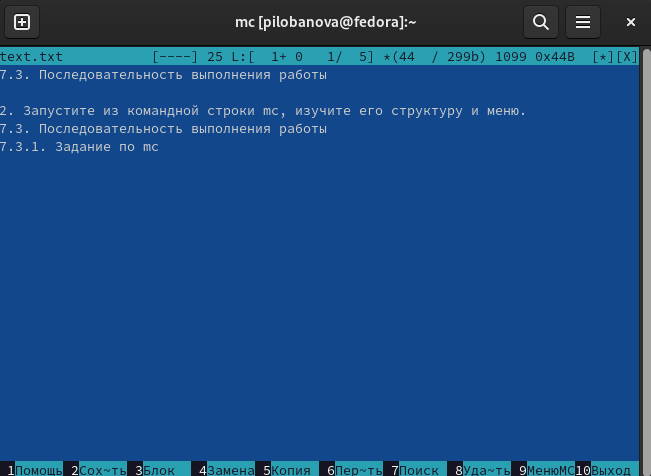 mc [pilobanova@fedora]:~
text.txt [----] 25 L:[ 1+ 0 1/ 5] *(44 / 299b) 1099 0x44B [*][X]
7.3. Последовательность выполнения работы
2. Запустите из командной строки mc, изучите его структуру и меню.
7.3. Последовательность выполнения работы
7.3.1. Задание по mc
1Помощь 2Сох~ть 3Блок 4Замена 5Копия 6Пер~ть 7Поиск 8Уда~ть 9МенюMC 10Выход